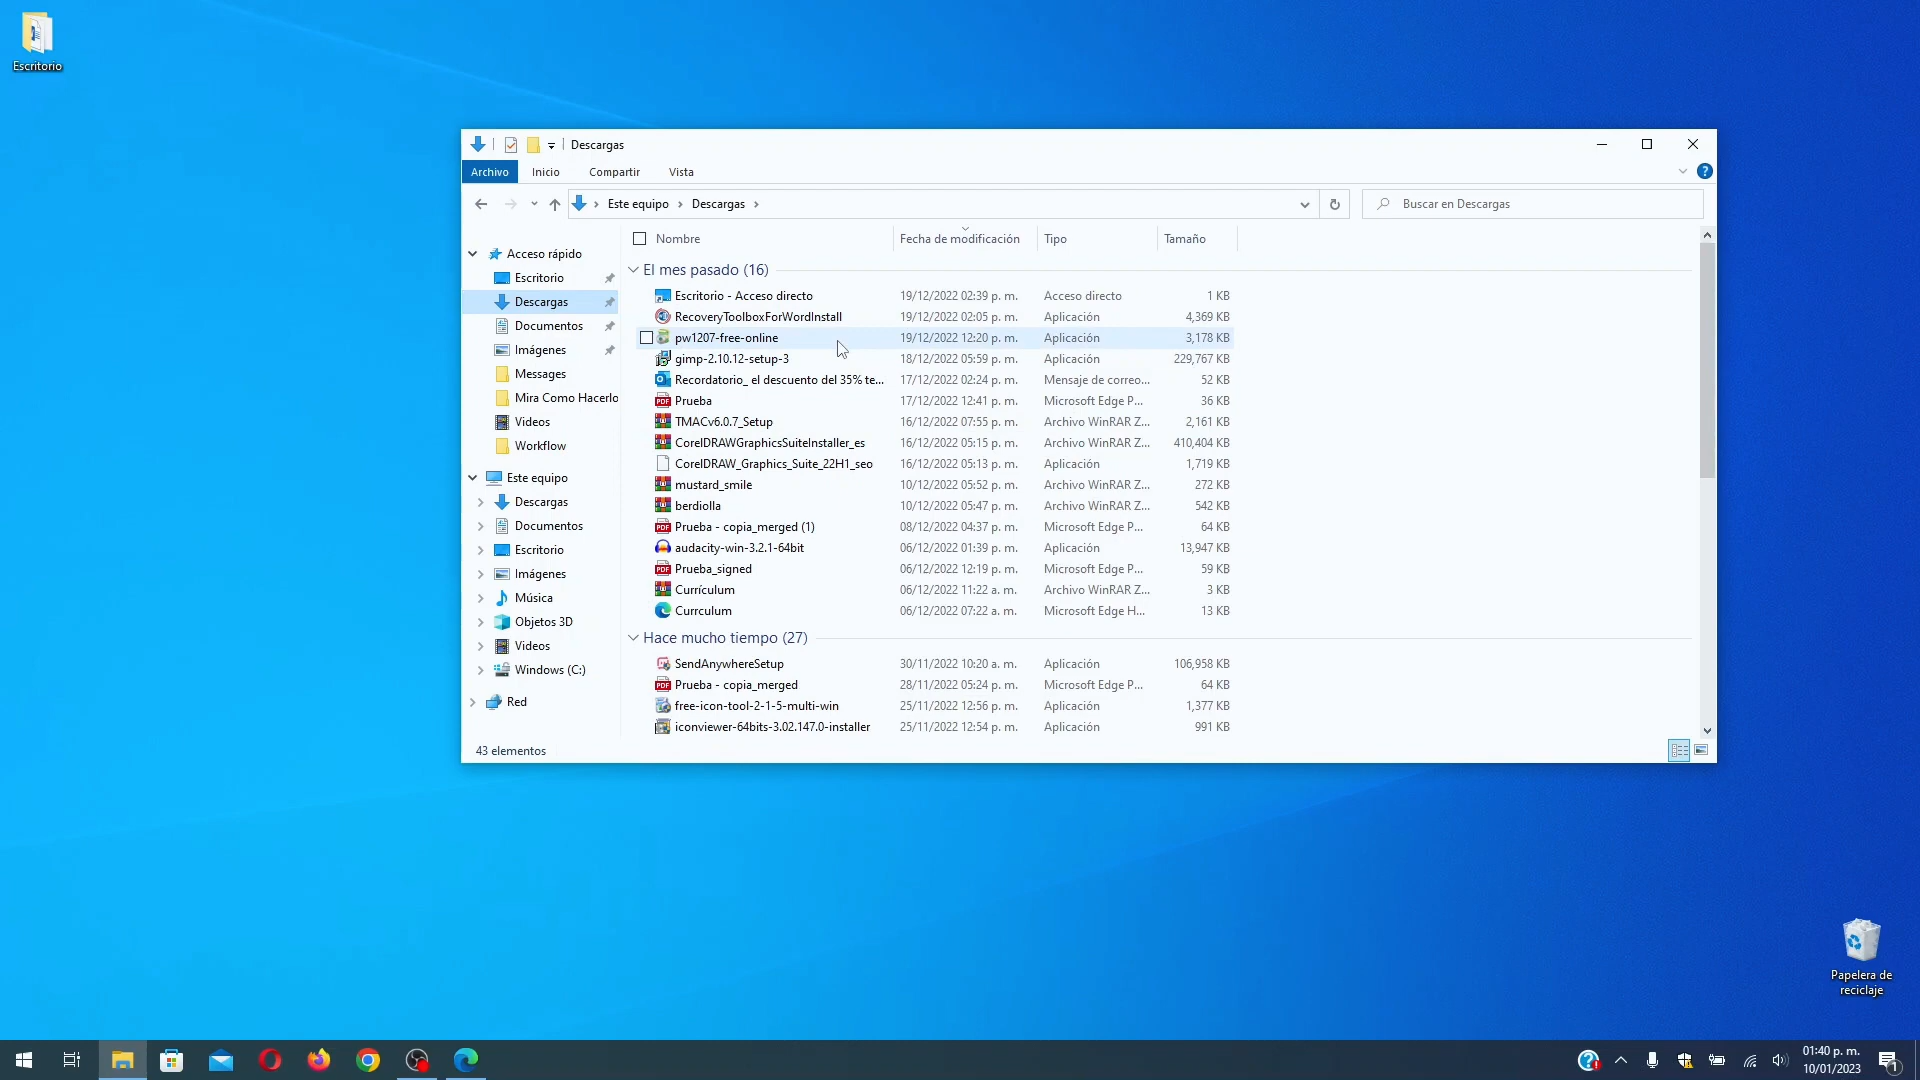 Escritorio
Descargas
Archivo Inicio Compartir Vista
Este equipo Descargas Buscar en Descargas
Nombre Fecha de modificación Tipo Tamaño
Acceso rápido
Escritorio
Descargas
Documentos
Imágenes
Messages
Mira Como Hacerlo
Videos
Workflow
Este equipo
Descargas
Documentos
Escritorio
Imágenes
Música
Objetos 3D
Videos
Windows (C:)
Red
El mes pasado (16)
Escritorio - Acceso directo 19/12/2022 02:39 p. m. Acceso directo 1 KB
RecoveryToolboxForWordInstall 19/12/2022 02:05 p. m. Aplicación 4,369 KB
pw1207-free-online 19/12/2022 12:20 p. m. Aplicación 3,178 KB
gimp-2.10.12-setup-3 18/12/2022 05:59 p. m. Aplicación 229,767 KB
Recordatorio_ el descuento del 35% te... 17/12/2022 02:24 p. m. Mensaje de correo... 52 KB
Prueba 17/12/2022 12:41 p. m. Microsoft Edge P... 36 KB
TMACv6.0.7_Setup 16/12/2022 07:55 p. m. Archivo WinRAR Z... 2,161 KB
CorelDRAWGraphicsSuiteInstaller_es 16/12/2022 05:15 p. m. Archivo WinRAR Z... 410,404 KB
CorelDRAW_Graphics_Suite_22H1_seo 16/12/2022 05:13 p. m. Aplicación 1,719 KB
mustard_smile 10/12/2022 05:52 p. m. Archivo WinRAR Z... 272 KB
berdiolla 10/12/2022 05:47 p. m. Archivo WinRAR Z... 542 KB
Prueba - copia_merged (1) 08/12/2022 04:37 p. m. Microsoft Edge P... 64 KB
audacity-win-3.2.1-64bit 06/12/2022 01:39 p. m. Aplicación 13,947 KB
Prueba_signed 06/12/2022 12:19 p. m. Microsoft Edge P... 59 KB
Currículum 06/12/2022 11:22 a. m. Archivo WinRAR Z... 3 KB
Currculum 06/12/2022 07:22 a. m. Microsoft Edge H... 13 KB
Hace mucho tiempo (27)
SendAnywhereSetup 30/11/2022 10:20 a. m. Aplicación 106,958 KB
Prueba - copia_merged 28/11/2022 05:24 p. m. Microsoft Edge P... 64 KB
free-icon-tool-2-1-5-multi-win 25/11/2022 12:56 p. m. Aplicación 1,377 KB
iconviewer-64bits-3.02.147.0-installer 25/11/2022 12:54 p. m. Aplicación 991 KB
43 elementos
Papelera de
reciclaje
01:40 p. m.
10/01/2023
1